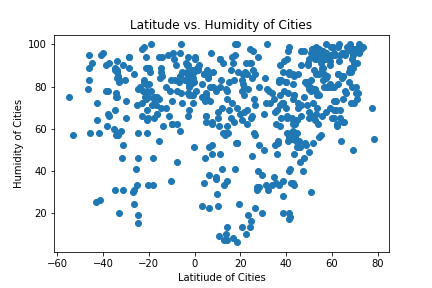 Latitude vs. Humidity of Cities
100
80
60
40
20
Humidity of Cities
−60 −40 −20 0 20 40 60 80
Latitiude of Cities